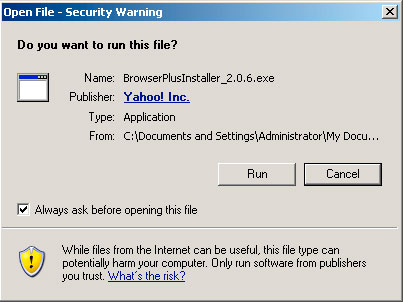 Open File - Security Warning
Do you want to run this file?
Name: BrowserPlusInstaller_2.0.6.exe
Publisher: Yahoo! Inc.
Type: Application
From: C:\Documents and Settings\Administrator\My Docu...
Run Cancel
Always ask before opening this file
While files from the Internet can be useful, this file type can
potentially harm your computer. Only run software from publishers
you trust. What's the risk?